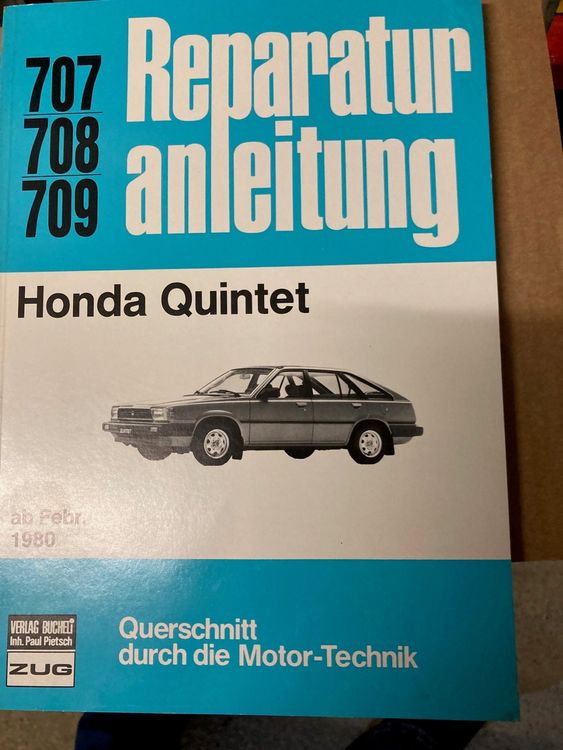 707
708
709
Reparatur
anleitung
Honda Quintet
QUINTET
ab Febr.
1980
VERLAG BUCHELI
Inh. Paul Pietsch
ZUG
Querschnitt
durch die Motor-Technik